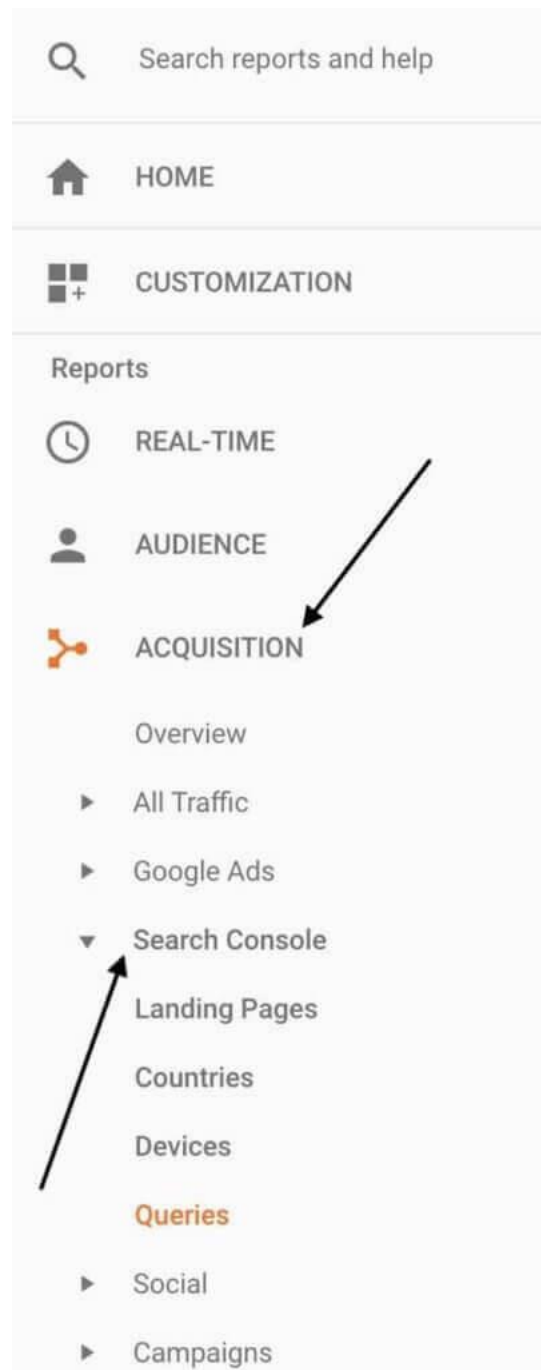 Search reports and help
HOME
CUSTOMIZATION
Reports
REAL-TIME
AUDIENCE
ACQUISITION
Overview
All Traffic
Google Ads
Search Console
Landing Pages
Countries
Devices
Queries
Social
Campaigns